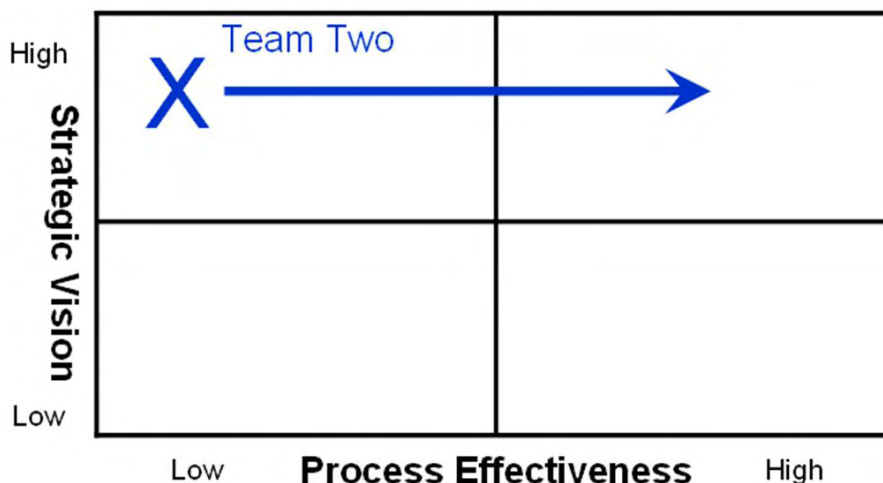 Team Two
High
X
Strategic Vision
Low
Low
Process Effectiveness
High